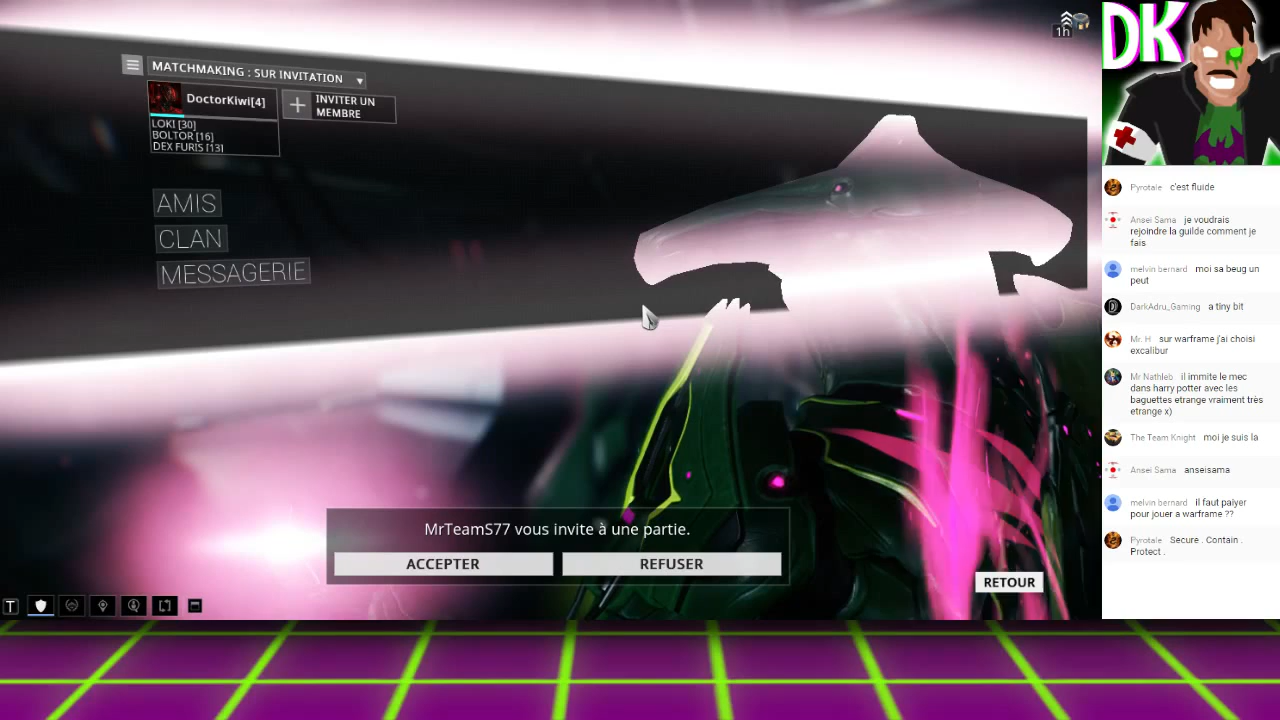 MATCHMAKING : SUR INVITATION
DoctorKiwi[4]
LOKI [30]
BOLTOR [16]
DEX FURIS [13]
INVITER UN
MEMBRE
AMIS
CLAN
MESSAGERIE
1h
MrTeamS77 vous invite à une partie.
ACCEPTER
REFUSER
RETOUR
T
DK
Pyrotale c'est fluide
Ansei Sama je voudrais
rejoindre la guilde comment je
fais
melvin bernard moi sa beug un
peut
DarkAdru_Gaming a tiny bit
Mr. H sur warframe j'ai choisi
excalibur
Mr Nathleb il immite le mec
dans harry potter avec les
baguettes etrange vraiment très
etrange x)
The Team Knight moi je suis la
Ansei Sama anseisama
melvin bernard il faut paiyer
pour jouer a warframe ??
Pyrotale Secure . Contain .
Protect .